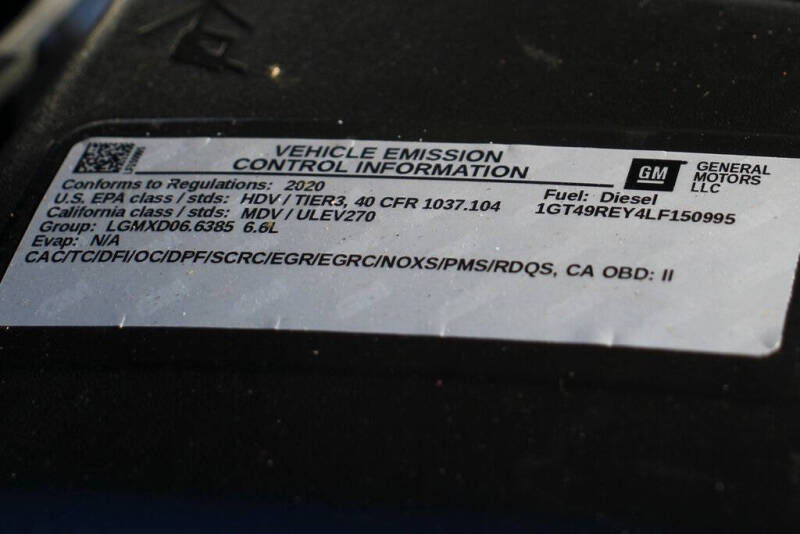 VEHICLE EMISSION
CONTROL INFORMATION
GM
GENERAL
MOTORS
LLC
Conforms to Regulations: 2020
U.S. EPA class / stds: HDV / TIER3, 40 CFR 1037.104
California class / stds: MDV / ULEV270
Group: LGMXD06.6385 6.6L
Evap: N/A
Fuel: Diesel
1GT49REY4LF150995
CAC/TC/DFI/OC/DPF/SCRC/EGR/EGRC/NOXS/PMS/RDQS, CA OBD: II